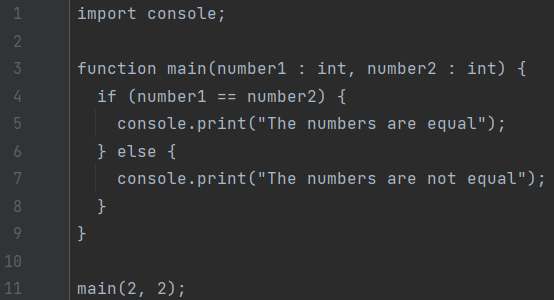 1 import console;
2
3 function main(number1 : int, number2 : int) {
4   if (number1 == number2) {
5     console.print("The numbers are equal");
6   } else {
7     console.print("The numbers are not equal");
8   }
9 }
10
11 main(2, 2);